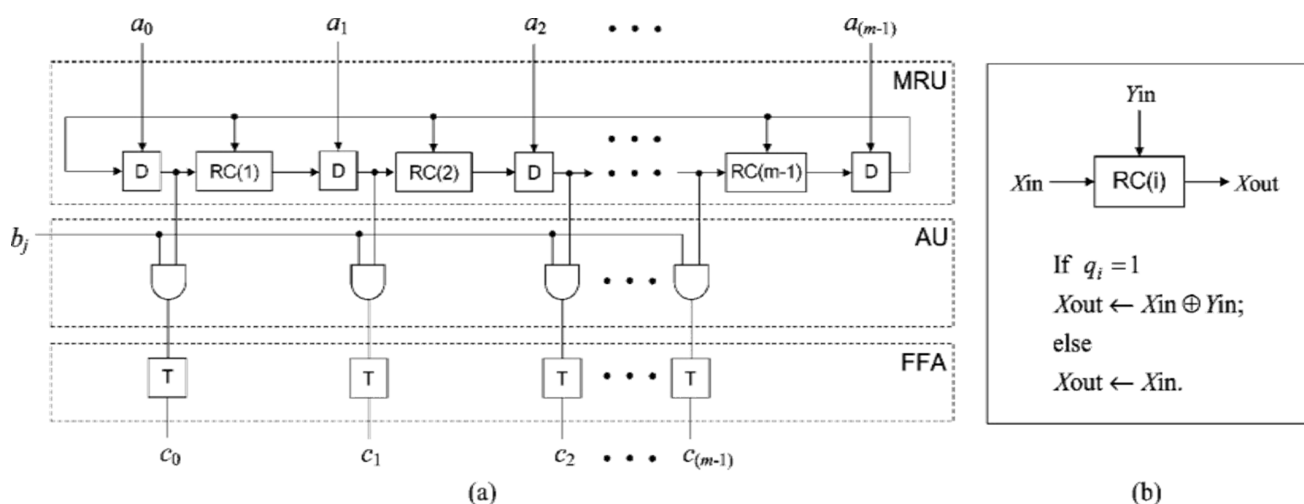 a₀ a₁ a₂ • • • a₍ₘ₋₁₎
MRU
• • •
D RC(1) D RC(2) D • • • RC(m-1) D
bⱼ AU
• • •
FFA
T T T • • • T
c₀ c₁ c₂ • • • c₍ₘ₋₁₎
(a)
Yin
Xin RC(i) Xout
If qᵢ =1
Xout ← Xin ⊕ Yin;
else
Xout ← Xin.
(b)